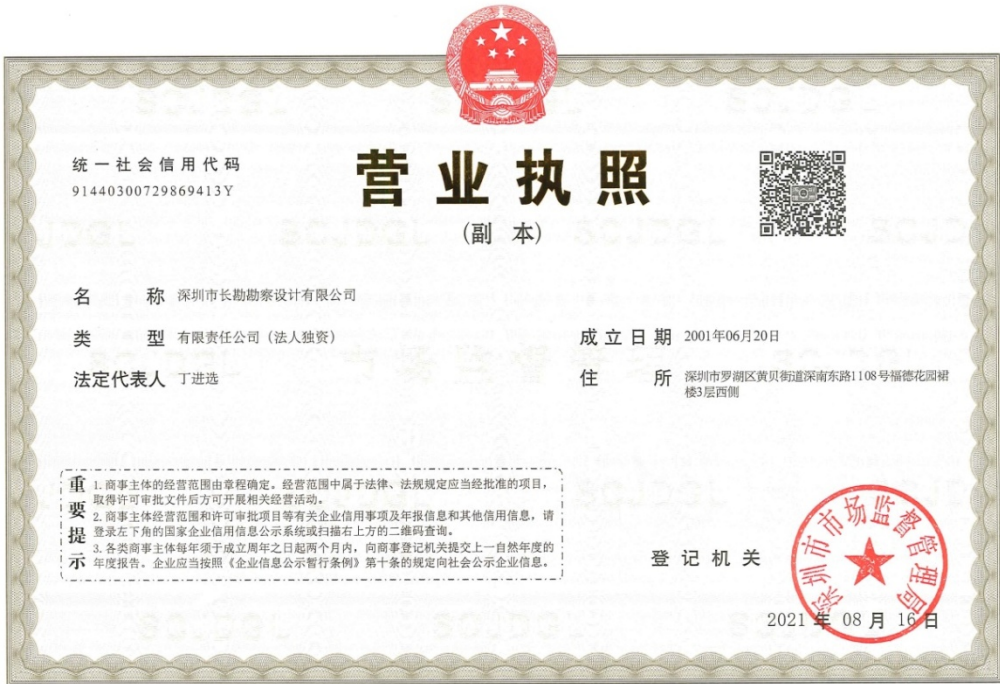 统一社会信用代码
91440300729869413Y
营业执照
(副 本)
名 称 深圳市长勘勘察设计有限公司
类 型 有限责任公司（法人独资）
法定代表人 丁进选
成立日期 2001年06月20日
住 所 深圳市罗湖区黄贝街道深南东路1108号福德花园裙
楼3层西侧
重要提示
1.商事主体的经营范围由章程确定。经营范围中属于法律、法规规定应当经批准的项目，
取得许可审批文件后方可开展相关经营活动。
2.商事主体经营范围和许可审批项目等有关企业信用事项及年报信息和其他信用信息，请
登录左下角的国家企业信用信息公示系统或扫描右上方的二维码查询。
3.各类商事主体每年须于成立周年之日起两个月内，向商事登记机关提交上一自然年度的
年度报告。企业应当按照《企业信息公示暂行条例》第十条的规定向社会公示企业信息。
登记机关
深圳市市场监督管理局
2021 年 08 月 16 日